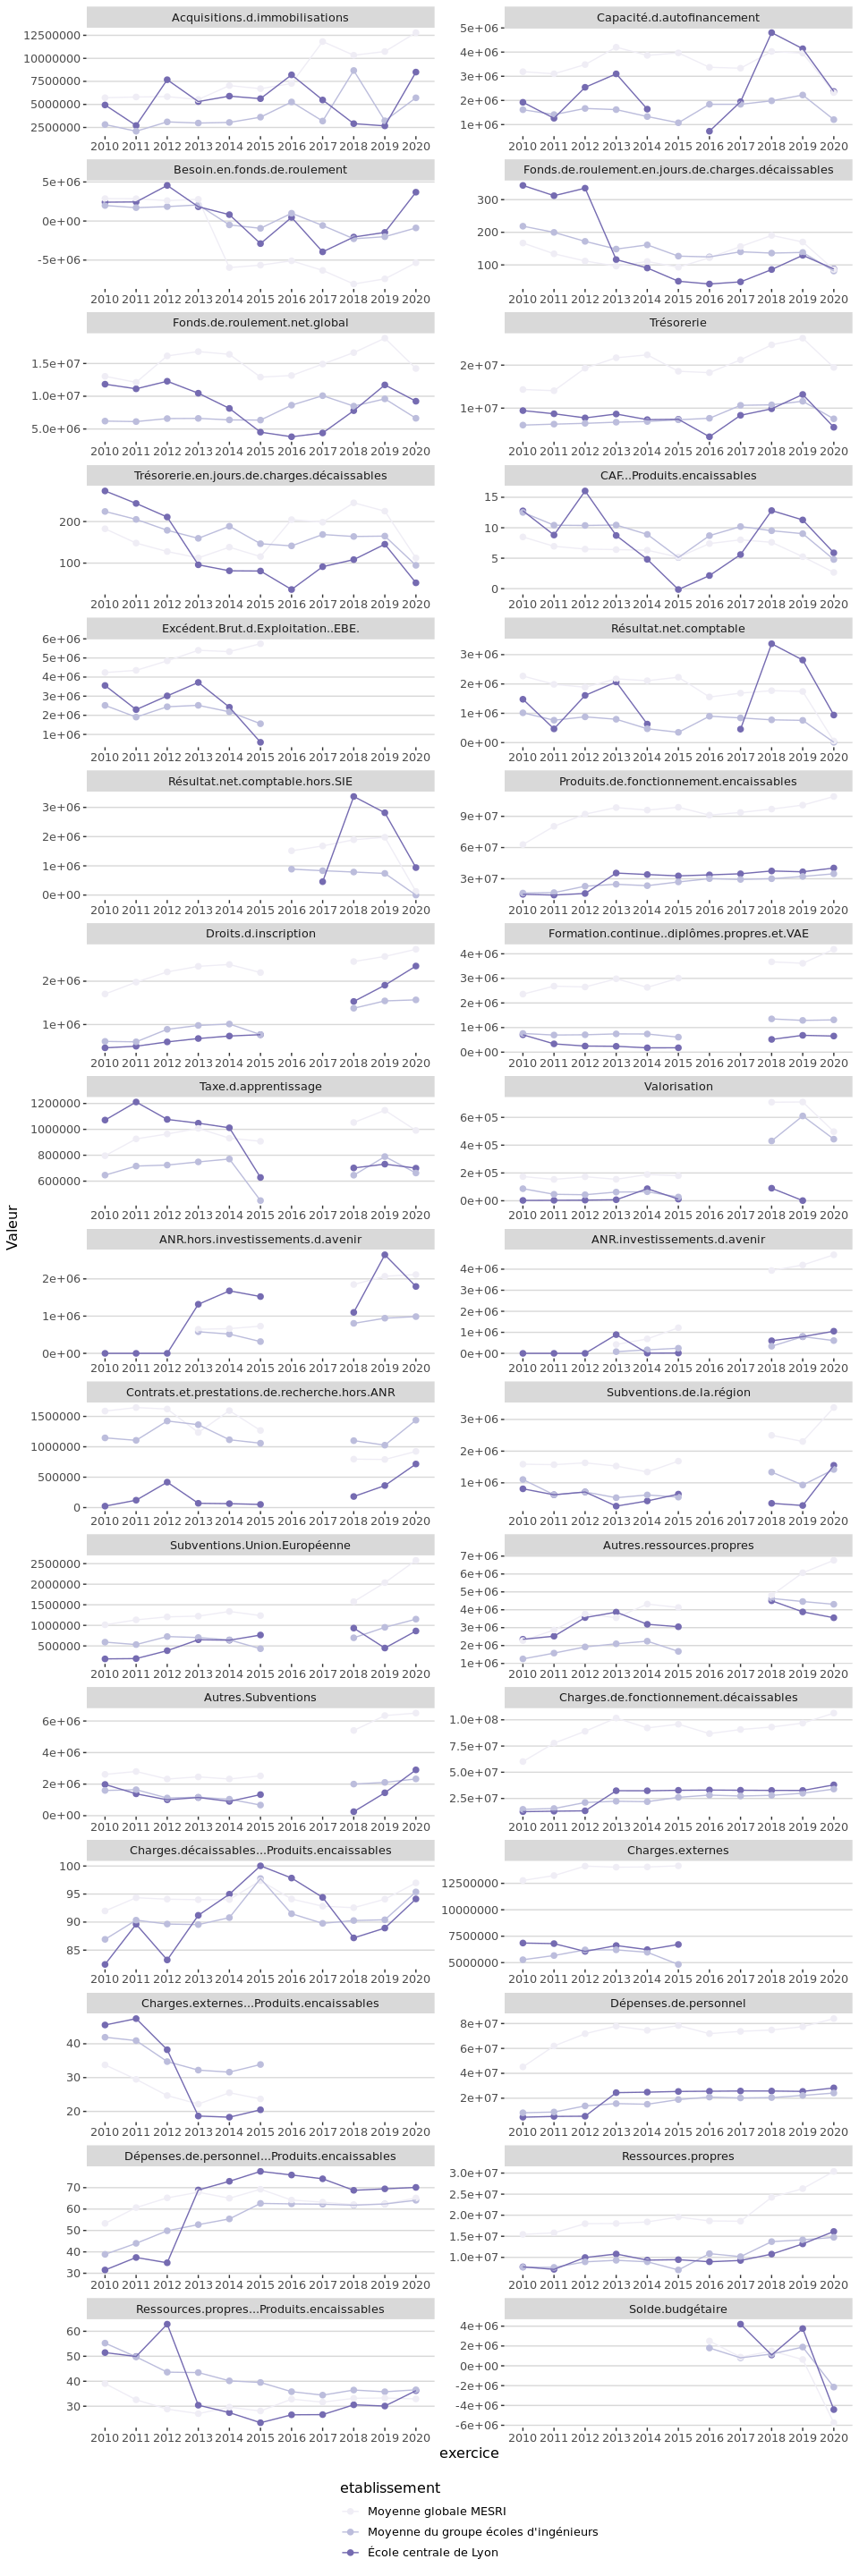 Acquisitions.d.immobilisations
12500000
10000000
7500000
5000000
2500000
2010 2011 2012 2013 2014 2015 2016 2017 2018 2019 2020
Capacité.d.autofinancement
5e+06
4e+06
3e+06
2e+06
1e+06
2010 2011 2012 2013 2014 2015 2016 2017 2018 2019 2020
Besoin.en.fonds.de.roulement
5e+06
0e+00
-5e+06
2010 2011 2012 2013 2014 2015 2016 2017 2018 2019 2020
Fonds.de.roulement.en.jours.de.charges.décaissables
300
200
100
2010 2011 2012 2013 2014 2015 2016 2017 2018 2019 2020
Fonds.de.roulement.net.global
1.5e+07
1.0e+07
5.0e+06
2010 2011 2012 2013 2014 2015 2016 2017 2018 2019 2020
Trésorerie
2e+07
1e+07
2010 2011 2012 2013 2014 2015 2016 2017 2018 2019 2020
Trésorerie.en.jours.de.charges.décaissables
200
100
2010 2011 2012 2013 2014 2015 2016 2017 2018 2019 2020
CAF...Produits.encaissables
15
10
5
0
2010 2011 2012 2013 2014 2015 2016 2017 2018 2019 2020
Excédent.Brut.d.Exploitation..EBE.
6e+06
5e+06
4e+06
3e+06
2e+06
1e+06
2010 2011 2012 2013 2014 2015 2016 2017 2018 2019 2020
Résultat.net.comptable
3e+06
2e+06
1e+06
0e+00
2010 2011 2012 2013 2014 2015 2016 2017 2018 2019 2020
Résultat.net.comptable.hors.SIE
3e+06
2e+06
1e+06
0e+00
2010 2011 2012 2013 2014 2015 2016 2017 2018 2019 2020
Produits.de.fonctionnement.encaissables
9e+07
6e+07
3e+07
2010 2011 2012 2013 2014 2015 2016 2017 2018 2019 2020
Droits.d.inscription
2e+06
1e+06
2010 2011 2012 2013 2014 2015 2016 2017 2018 2019 2020
Formation.continue..diplômes.propres.et.VAE
4e+06
3e+06
2e+06
1e+06
0e+00
2010 2011 2012 2013 2014 2015 2016 2017 2018 2019 2020
Taxe.d.apprentissage
1200000
1000000
800000
600000
2010 2011 2012 2013 2014 2015 2016 2017 2018 2019 2020
Valorisation
6e+05
4e+05
2e+05
0e+00
2010 2011 2012 2013 2014 2015 2016 2017 2018 2019 2020
Valeur
ANR.hors.investissements.d.avenir
2e+06
1e+06
0e+00
2010 2011 2012 2013 2014 2015 2016 2017 2018 2019 2020
ANR.investissements.d.avenir
4e+06
3e+06
2e+06
1e+06
0e+00
2010 2011 2012 2013 2014 2015 2016 2017 2018 2019 2020
Contrats.et.prestations.de.recherche.hors.ANR
1500000
1000000
500000
0
2010 2011 2012 2013 2014 2015 2016 2017 2018 2019 2020
Subventions.de.la.région
3e+06
2e+06
1e+06
2010 2011 2012 2013 2014 2015 2016 2017 2018 2019 2020
Subventions.Union.Européenne
2500000
2000000
1500000
1000000
500000
2010 2011 2012 2013 2014 2015 2016 2017 2018 2019 2020
Autres.ressources.propres
7e+06
6e+06
5e+06
4e+06
3e+06
2e+06
1e+06
2010 2011 2012 2013 2014 2015 2016 2017 2018 2019 2020
Autres.Subventions
6e+06
4e+06
2e+06
0e+00
2010 2011 2012 2013 2014 2015 2016 2017 2018 2019 2020
Charges.de.fonctionnement.décaissables
1.0e+08
7.5e+07
5.0e+07
2.5e+07
2010 2011 2012 2013 2014 2015 2016 2017 2018 2019 2020
Charges.décaissables...Produits.encaissables
100
95
90
85
2010 2011 2012 2013 2014 2015 2016 2017 2018 2019 2020
Charges.externes
12500000
10000000
7500000
5000000
2010 2011 2012 2013 2014 2015 2016 2017 2018 2019 2020
Charges.externes...Produits.encaissables
40
30
20
2010 2011 2012 2013 2014 2015 2016 2017 2018 2019 2020
Dépenses.de.personnel
8e+07
6e+07
4e+07
2e+07
2010 2011 2012 2013 2014 2015 2016 2017 2018 2019 2020
Dépenses.de.personnel...Produits.encaissables
70
60
50
40
30
2010 2011 2012 2013 2014 2015 2016 2017 2018 2019 2020
Ressources.propres
3.0e+07
2.5e+07
2.0e+07
1.5e+07
1.0e+07
2010 2011 2012 2013 2014 2015 2016 2017 2018 2019 2020
Ressources.propres...Produits.encaissables
60
50
40
30
2010 2011 2012 2013 2014 2015 2016 2017 2018 2019 2020
Solde.budgétaire
4e+06
2e+06
0e+00
-2e+06
-4e+06
-6e+06
2010 2011 2012 2013 2014 2015 2016 2017 2018 2019 2020
exercice
etablissement
Moyenne globale MESRI
Moyenne du groupe écoles d'ingénieurs
École centrale de Lyon